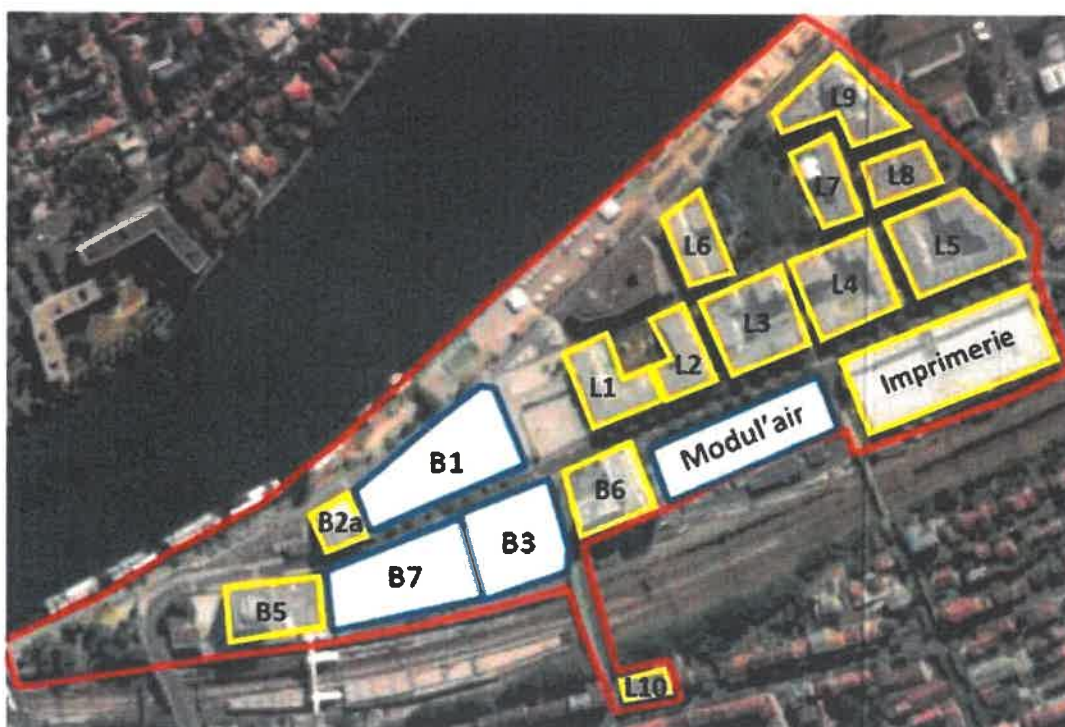 L9
L7
L8
L6
L5
L4
L3
L2
L1
Imprimerie
Modul'air
B1
B6
B2a
B3
B7
B5
L10